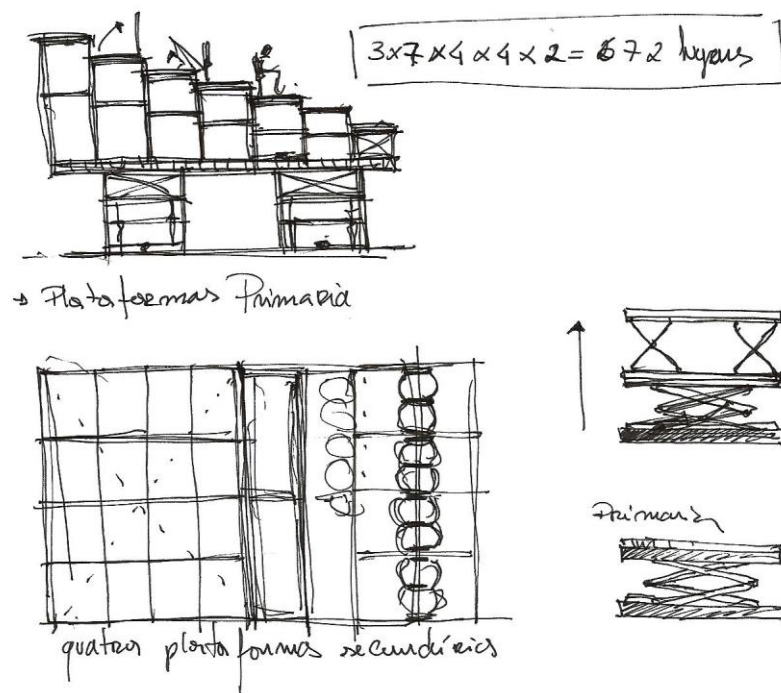 3x7x4x4x2 = 672 lugares
→ Plataformas Primaria
Primaria
quatro plataformas secundárias